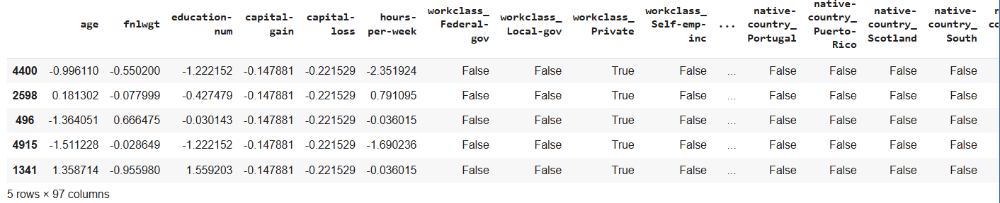 age fnlwgt education-num capital-gain capital-loss hours-per-week workclass_Federal-gov workclass_Local-gov workclass_Private workclass_Self-emp-inc ... native-country_Portugal native-country_Puerto-Rico native-country_Scotland native-country_South
4400 -0.996110 -0.550200 -1.222152 -0.147881 -0.221529 -2.351924 False False True False ... False False False False
2598 0.181302 -0.077999 -0.427479 -0.147881 -0.221529 0.791095 False False True False ... False False False False
496 -1.364051 0.666475 -0.030143 -0.147881 -0.221529 -0.036015 False False True False ... False False False False
4915 -1.511228 -0.028649 -1.222152 -0.147881 -0.221529 -1.690236 False False True False ... False False False False
1341 1.358714 -0.955980 1.559203 -0.147881 -0.221529 -0.036015 False False True False ... False False False False
5 rows × 97 columns